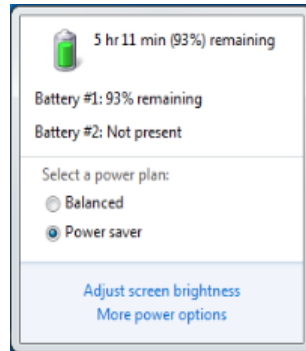 5 hr 11 min (93%) remaining
Battery #1: 93% remaining
Battery #2: Not present
Select a power plan:
Balanced
Power saver
Adjust screen brightness
More power options